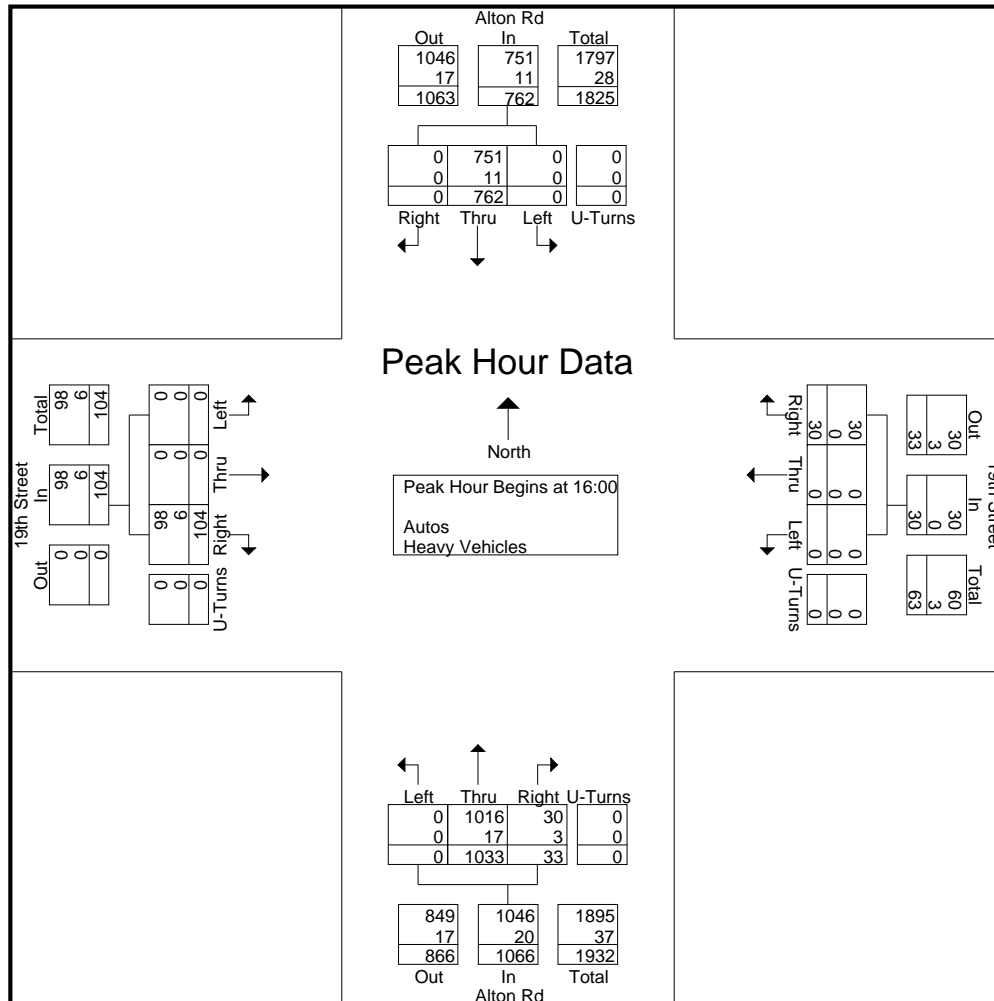 Alton Rd
Out In Total
1046 751 1797
17 11 28
1063 762 1825
0 751 0 0
0 11 0 0
0 762 0 0
Right Thru Left U-Turns
Peak Hour Data
North
Peak Hour Begins at 16:00
Autos
Heavy Vehicles
19th Street
Out In Total
0 98 98
0 6 6
0 104 104
0 0 98 0
0 0 6 0
0 0 104 0
Left Thru Right U-Turns
19th Street
Out In Total
30 30 60
3 0 3
33 30 63
30 0 0 0
0 0 0 0
30 0 0 0
Right Thru Left U-Turns
Left Thru Right U-Turns
0 1016 30 0
0 17 3 0
0 1033 33 0
849 1046 1895
17 20 37
866 1066 1932
Out In Total
Alton Rd